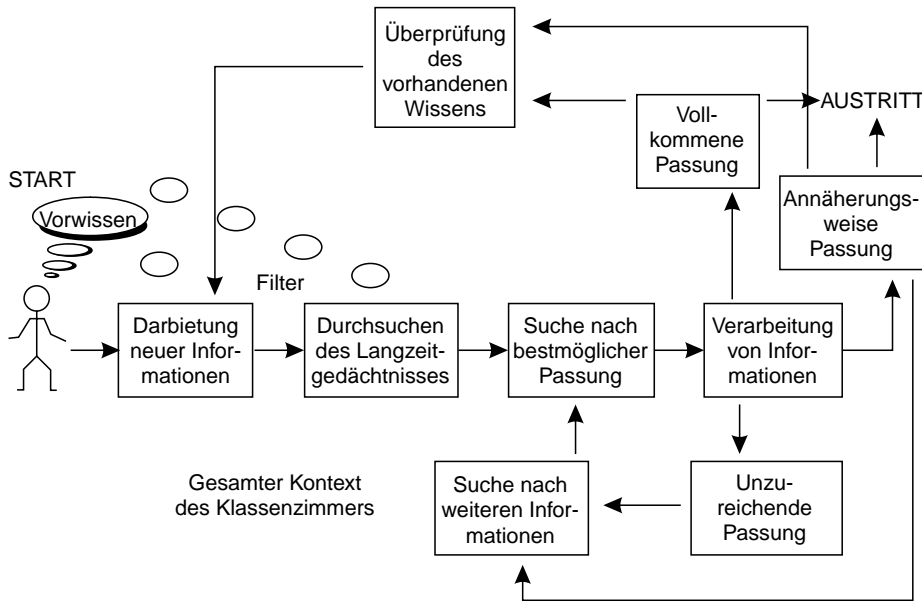 Überprüfung
des
vorhandenen
Wissens
Voll-
kommene
Passung
AUSTRITT
START
Vorwissen
Annäherungs-
weise
Passung
Filter
Darbietung
neuer Infor-
mationen
Durchsuchen
des Langzeit-
gedächtnisses
Suche nach
bestmöglicher
Passung
Verarbeitung
von Infor-
mationen
Gesamter Kontext
des Klassenzimmers
Suche nach
weiteren Infor-
mationen
Unzu-
reichende
Passung